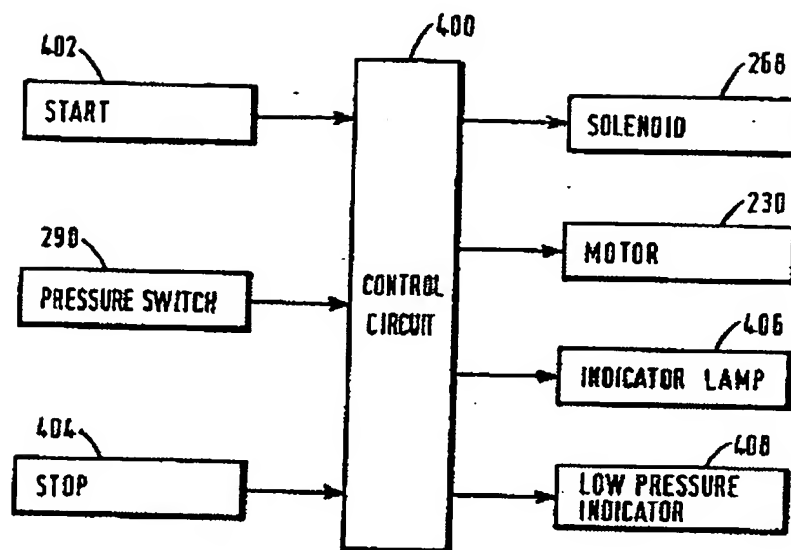 402
START
290
PRESSURE SWITCH
404
STOP
400
CONTROL
CIRCUIT
268
SOLENOID
230
MOTOR
406
INDICATOR LAMP
408
LOW PRESSURE
INDICATOR